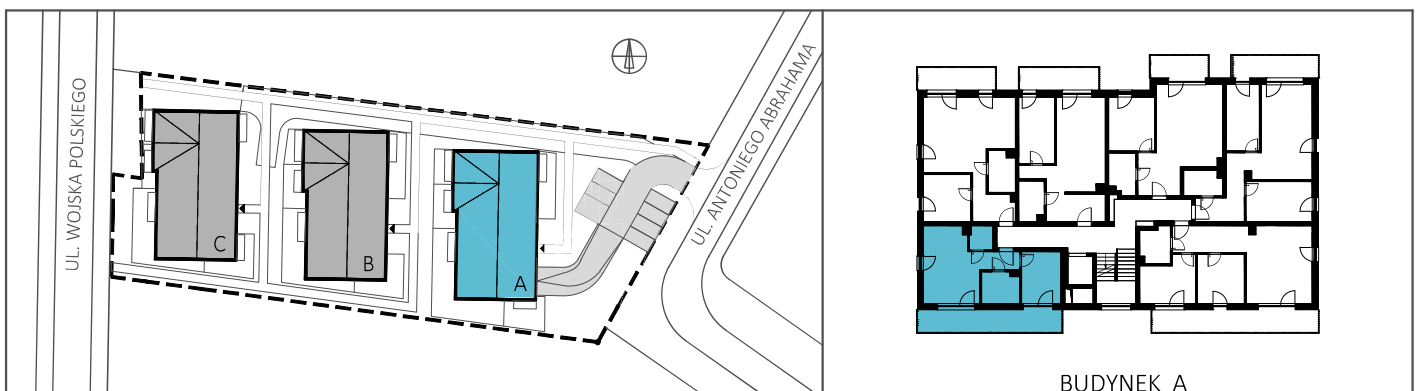 UL. WOJSKA POLSKIEGO
C
B
A
UL. ANTONIEGO ABRAHAMA
BUDYNEK A